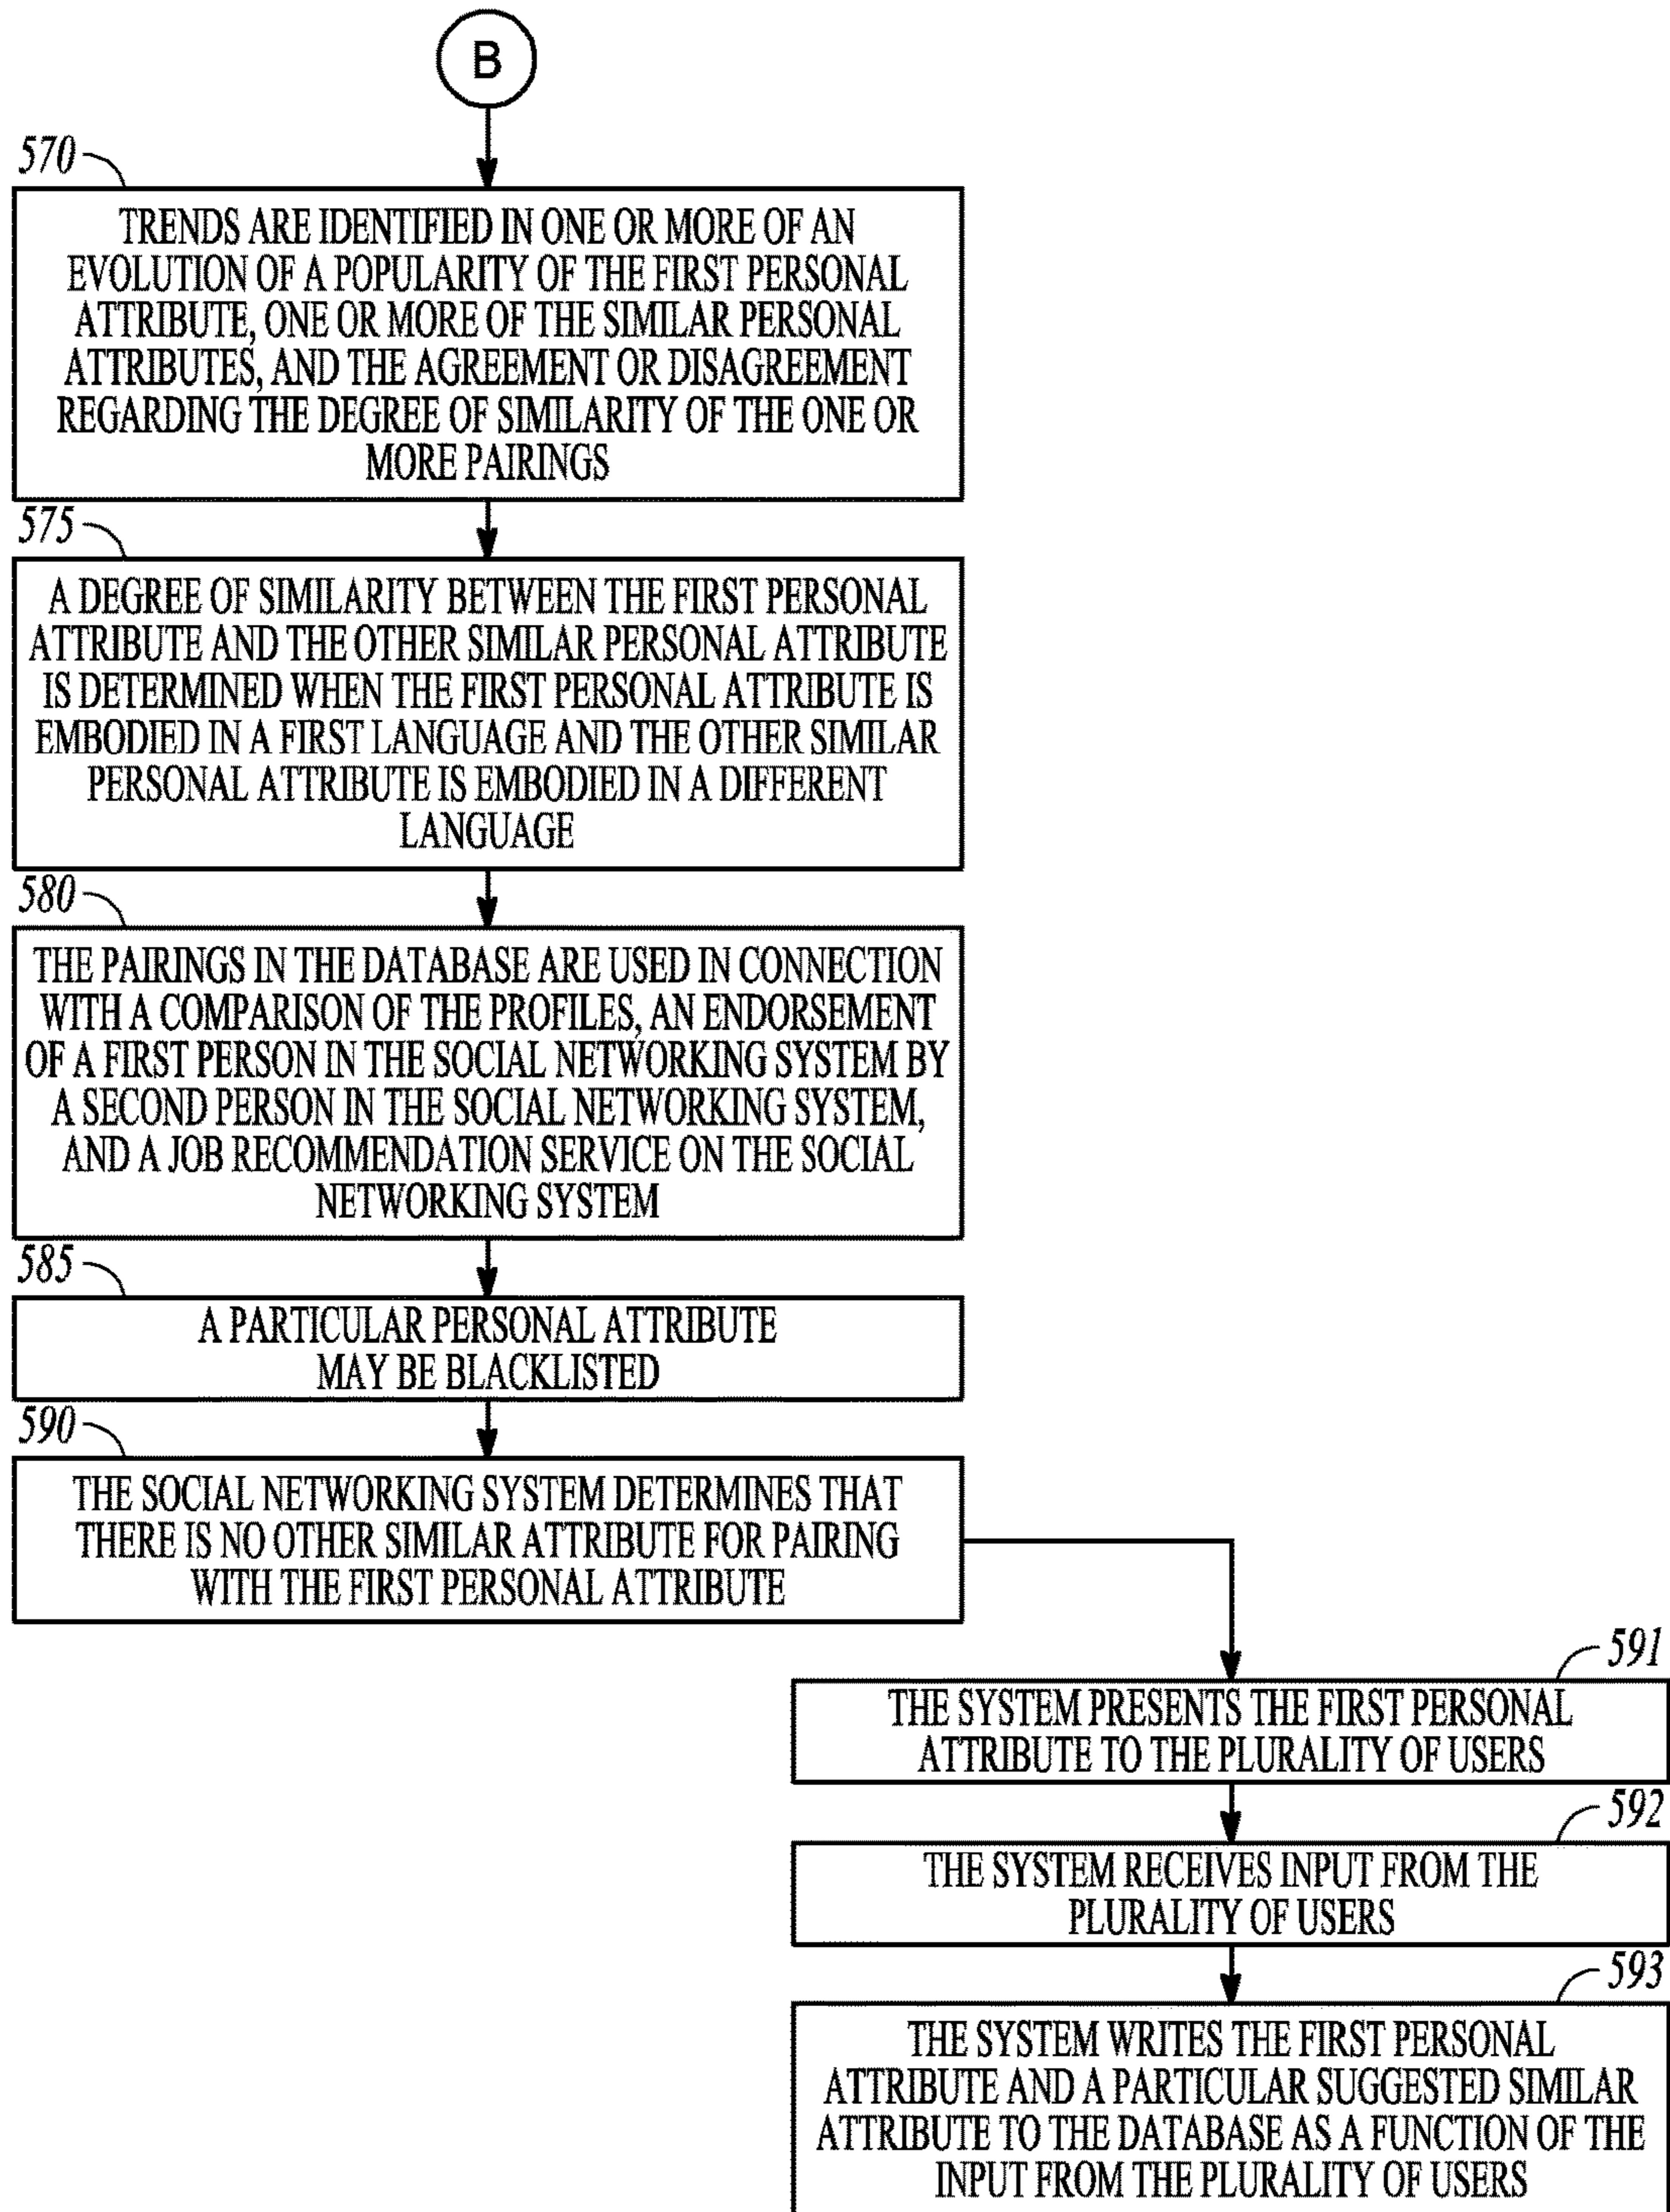 B
570
TRENDS ARE IDENTIFIED IN ONE OR MORE OF AN
EVOLUTION OF A POPULARITY OF THE FIRST PERSONAL
ATTRIBUTE, ONE OR MORE OF THE SIMILAR PERSONAL
ATTRIBUTES, AND THE AGREEMENT OR DISAGREEMENT
REGARDING THE DEGREE OF SIMILARITY OF THE ONE OR
MORE PAIRINGS
575
A DEGREE OF SIMILARITY BETWEEN THE FIRST PERSONAL
ATTRIBUTE AND THE OTHER SIMILAR PERSONAL ATTRIBUTE
IS DETERMINED WHEN THE FIRST PERSONAL ATTRIBUTE IS
EMBODIED IN A FIRST LANGUAGE AND THE OTHER SIMILAR
PERSONAL ATTRIBUTE IS EMBODIED IN A DIFFERENT
LANGUAGE
580
THE PAIRINGS IN THE DATABASE ARE USED IN CONNECTION
WITH A COMPARISON OF THE PROFILES, AN ENDORSEMENT
OF A FIRST PERSON IN THE SOCIAL NETWORKING SYSTEM BY
A SECOND PERSON IN THE SOCIAL NETWORKING SYSTEM,
AND A JOB RECOMMENDATION SERVICE ON THE SOCIAL
NETWORKING SYSTEM
585
A PARTICULAR PERSONAL ATTRIBUTE
MAY BE BLACKLISTED
590
THE SOCIAL NETWORKING SYSTEM DETERMINES THAT
THERE IS NO OTHER SIMILAR ATTRIBUTE FOR PAIRING
WITH THE FIRST PERSONAL ATTRIBUTE
591
THE SYSTEM PRESENTS THE FIRST PERSONAL
ATTRIBUTE TO THE PLURALITY OF USERS
592
THE SYSTEM RECEIVES INPUT FROM THE
PLURALITY OF USERS
593
THE SYSTEM WRITES THE FIRST PERSONAL
ATTRIBUTE AND A PARTICULAR SUGGESTED SIMILAR
ATTRIBUTE TO THE DATABASE AS A FUNCTION OF THE
INPUT FROM THE PLURALITY OF USERS